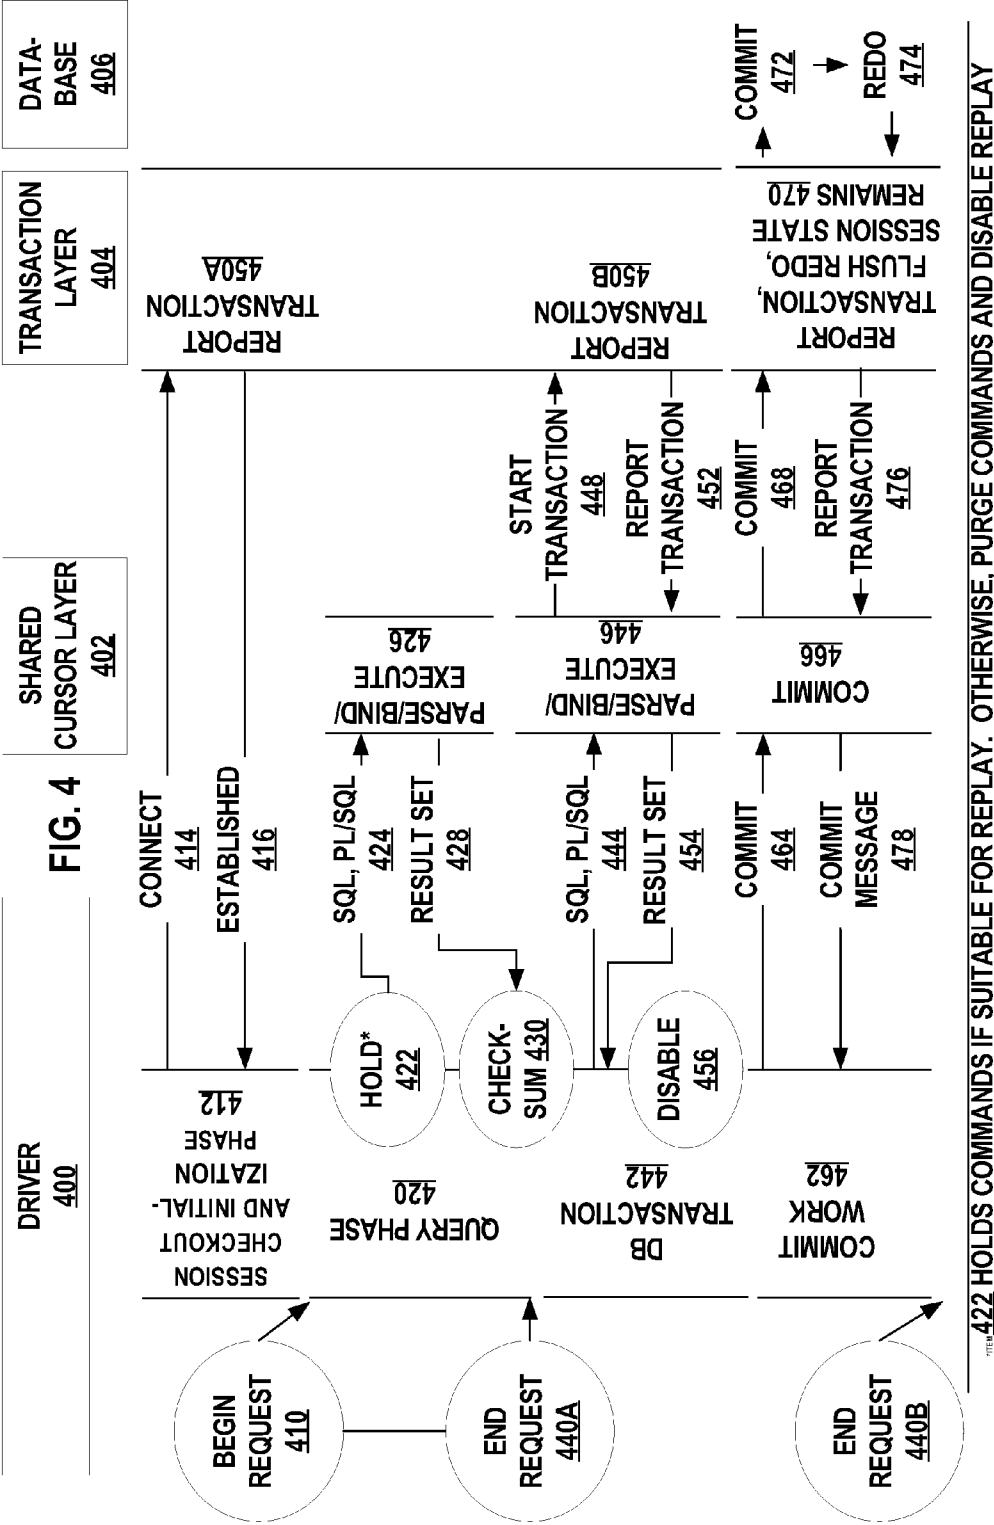 FIG. 4
DRIVER
400
SHARED
CURSOR LAYER
402
TRANSACTION
LAYER
404
DATA-
BASE
406
BEGIN
REQUEST
410
SESSION
CHECKOUT
AND INITIAL-
IZATION
PHASE
412
CONNECT
414
ESTABLISHED
416
REPORT
TRANSACTION
450A
END
REQUEST
440A
QUERY PHASE
420
HOLD*
422
SQL, PL/SQL
424
PARSE/BIND/
EXECUTE
426
RESULT SET
428
CHECK-
SUM 430
DB
TRANSACTION
442
SQL, PL/SQL
444
PARSE/BIND/
EXECUTE
446
START
TRANSACTION
448
REPORT
TRANSACTION
450B
REPORT
TRANSACTION
452
RESULT SET
454
DISABLE
456
END
REQUEST
440B
COMMIT
WORK
462
COMMIT
464
COMMIT
466
COMMIT
468
REPORT
TRANSACTION,
FLUSH REDO,
SESSION STATE
REMAINS 470
COMMIT
472
REDO
474
REPORT
TRANSACTION
476
COMMIT
MESSAGE
478
*ITEM 422 HOLDS COMMANDS IF SUITABLE FOR REPLAY. OTHERWISE, PURGE COMMANDS AND DISABLE REPLAY